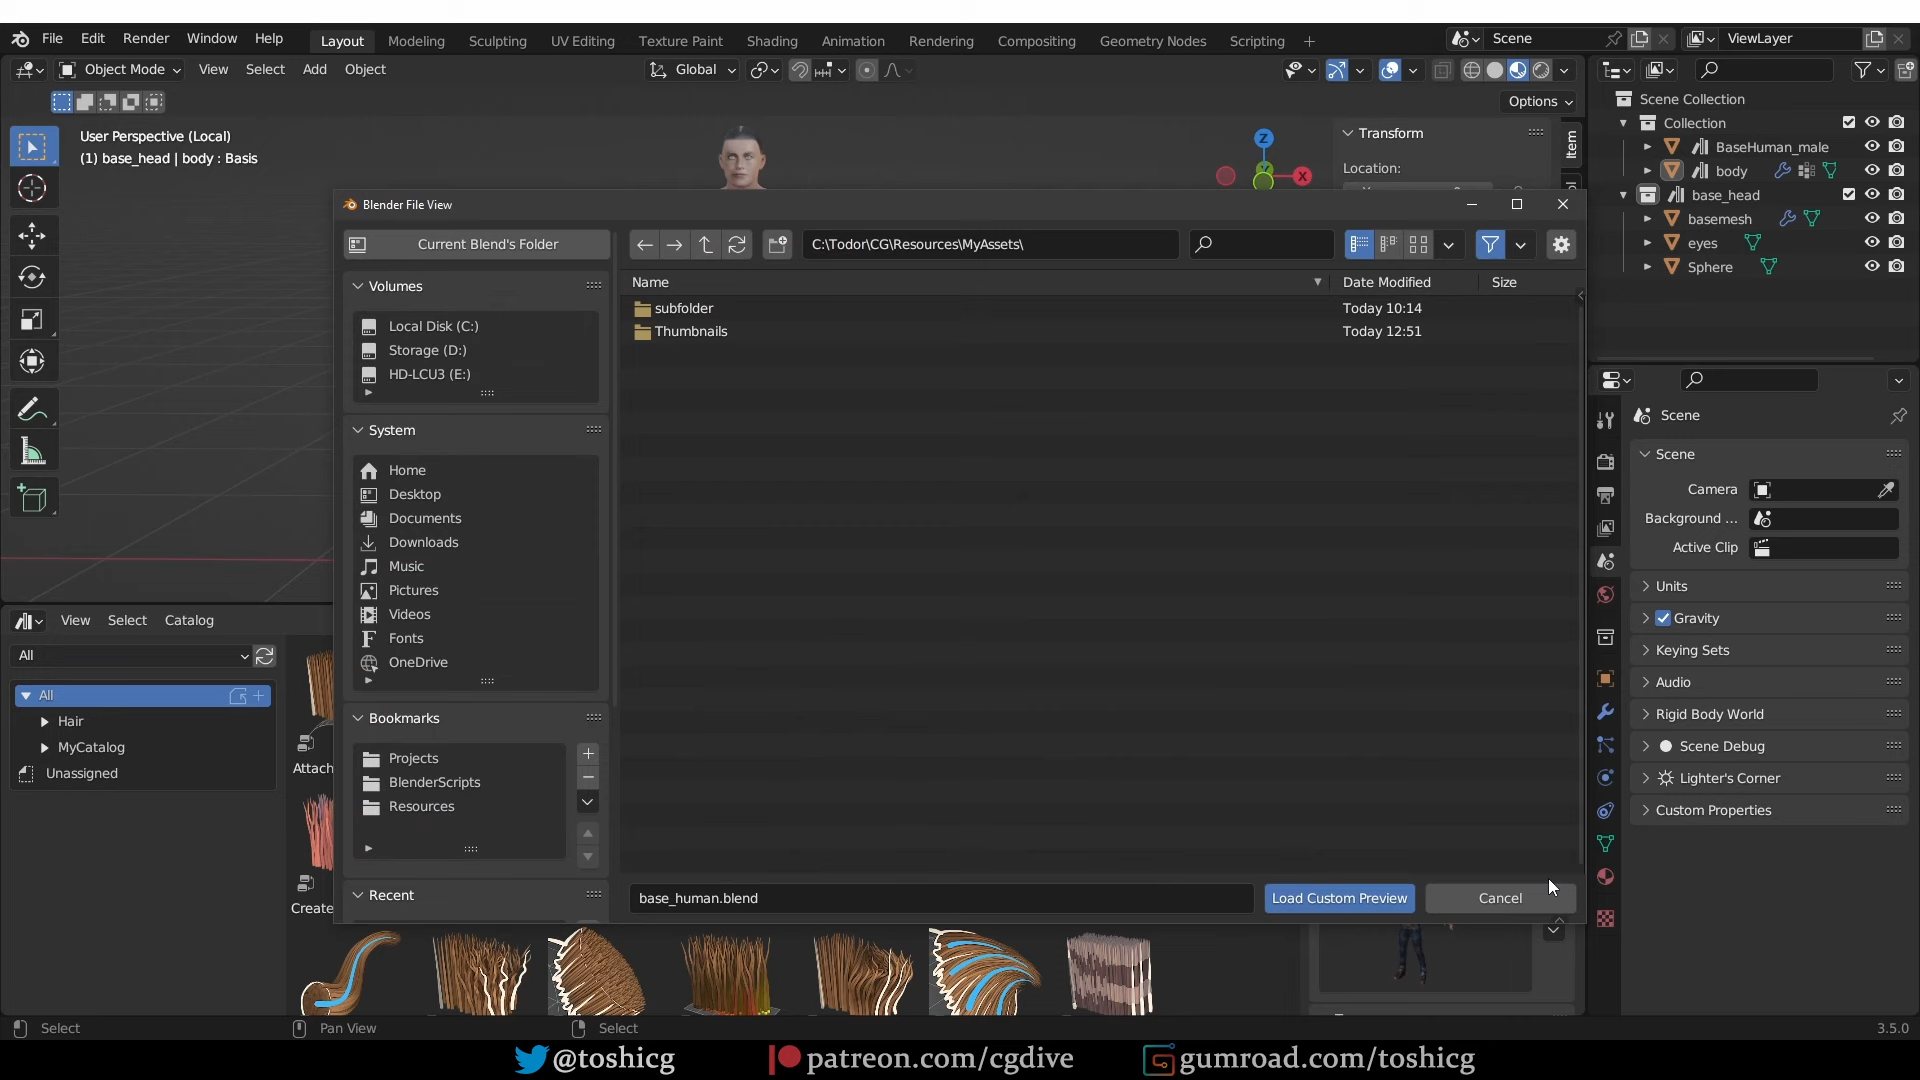 File Edit Render Window Help Layout Modeling Sculpting UV Editing Texture Paint Shading Animation Rendering Compositing Geometry Nodes Scripting + Scene ViewLayer
Object Mode View Select Add Object Global
Options
User Perspective (Local)
(1) base_head | body : Basis
Z
X
Transform
Location:
Item
Scene Collection
Collection
BaseHuman_male
body
base_head
basemesh
eyes
Sphere
Blender File View
Current Blend's Folder
C:\Todor\CG\Resources\MyAssets\
Volumes
Local Disk (C:)
Storage (D:)
HD-LCU3 (E:)
System
Home
Desktop
Documents
Downloads
Music
Pictures
Videos
Fonts
OneDrive
Bookmarks
Projects
BlenderScripts
Resources
Recent
Name Date Modified Size
subfolder Today 10:14
Thumbnails Today 12:51
base_human.blend Load Custom Preview Cancel
Scene
Scene
Camera
Background ...
Active Clip
Units
Gravity
Keying Sets
Audio
Rigid Body World
Scene Debug
Lighter's Corner
Custom Properties
View Select Catalog
All
All
Hair
MyCatalog
Unassigned
Attach
Create
Select Pan View Select 3.5.0
@toshicg patreon.com/cgdive gumroad.com/toshicg